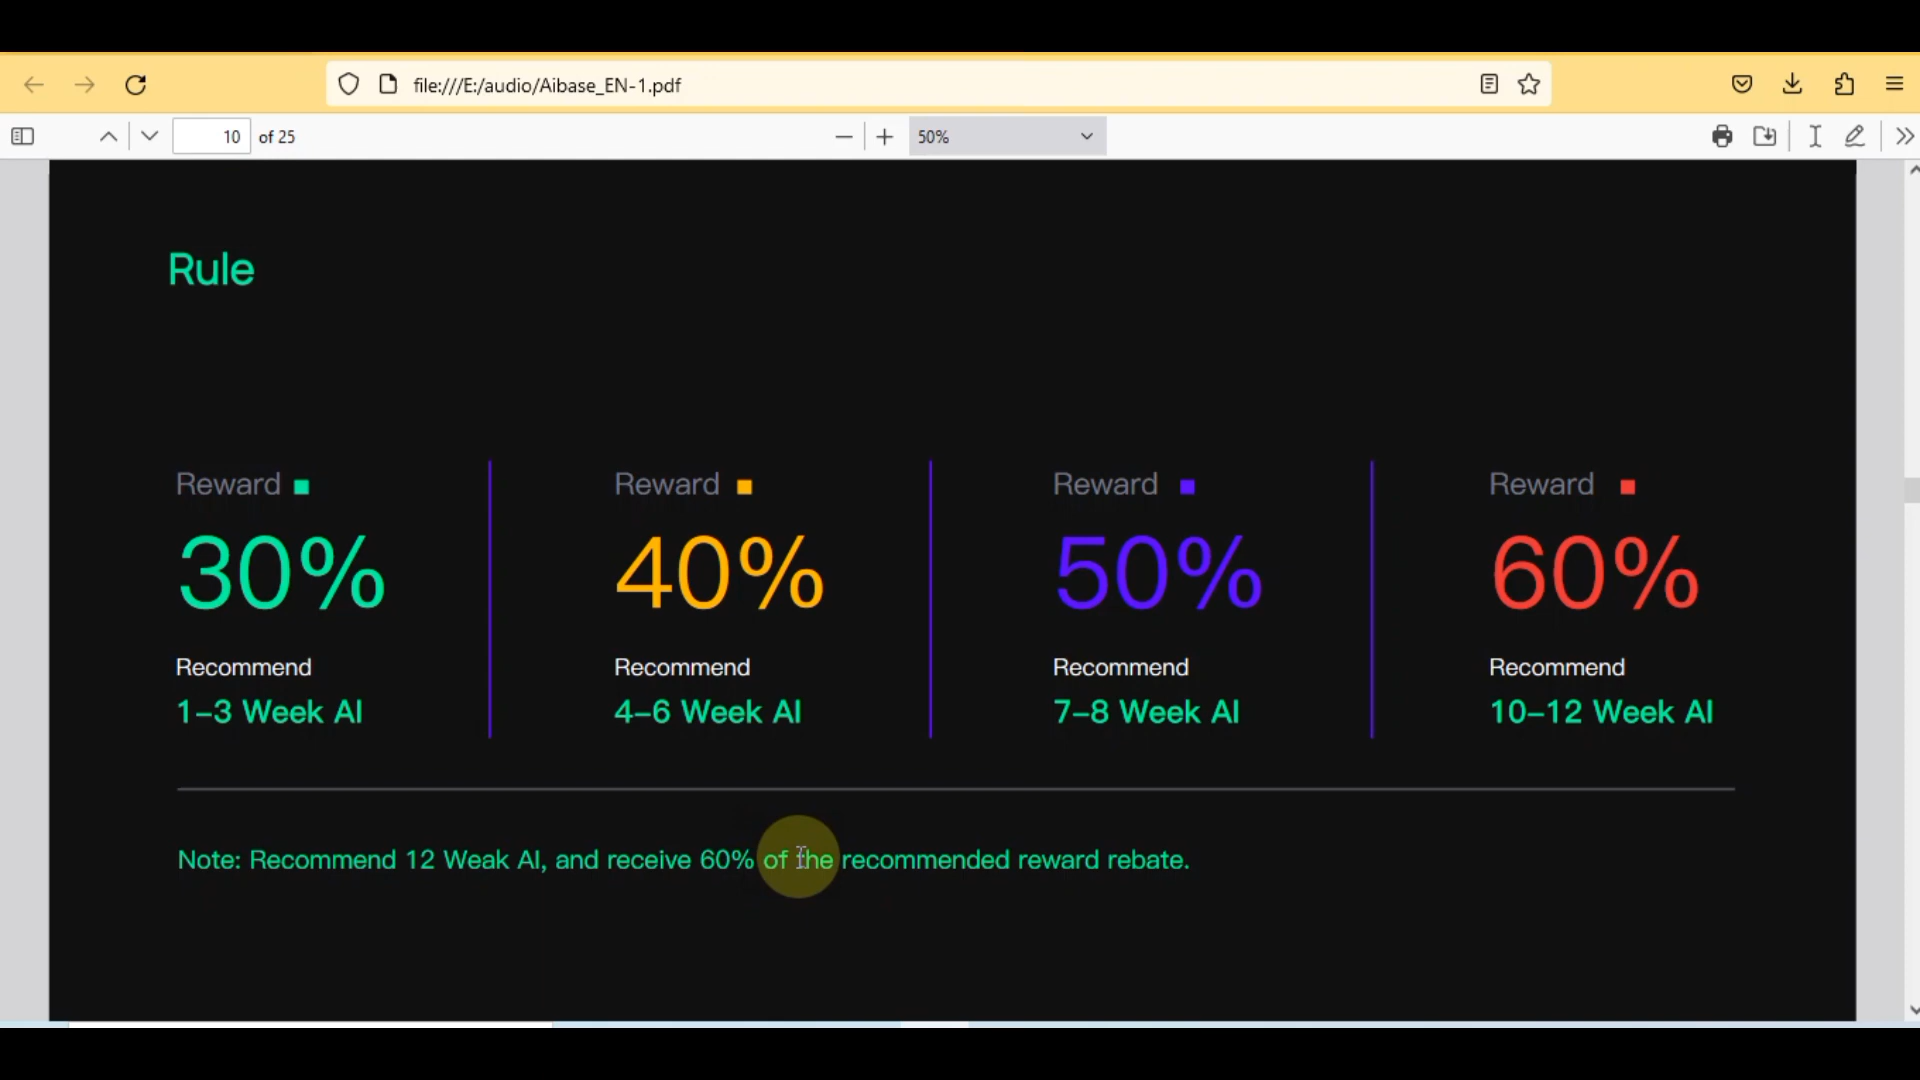 file:///E:/audio/Aibase_EN-1.pdf
10 of 25
50%
Rule
Reward
30%
Recommend
1–3 Week AI
Reward
40%
Recommend
4–6 Week AI
Reward
50%
Recommend
7–8 Week AI
Reward
60%
Recommend
10–12 Week AI
Note: Recommend 12 Weak AI, and receive 60% of the recommended reward rebate.